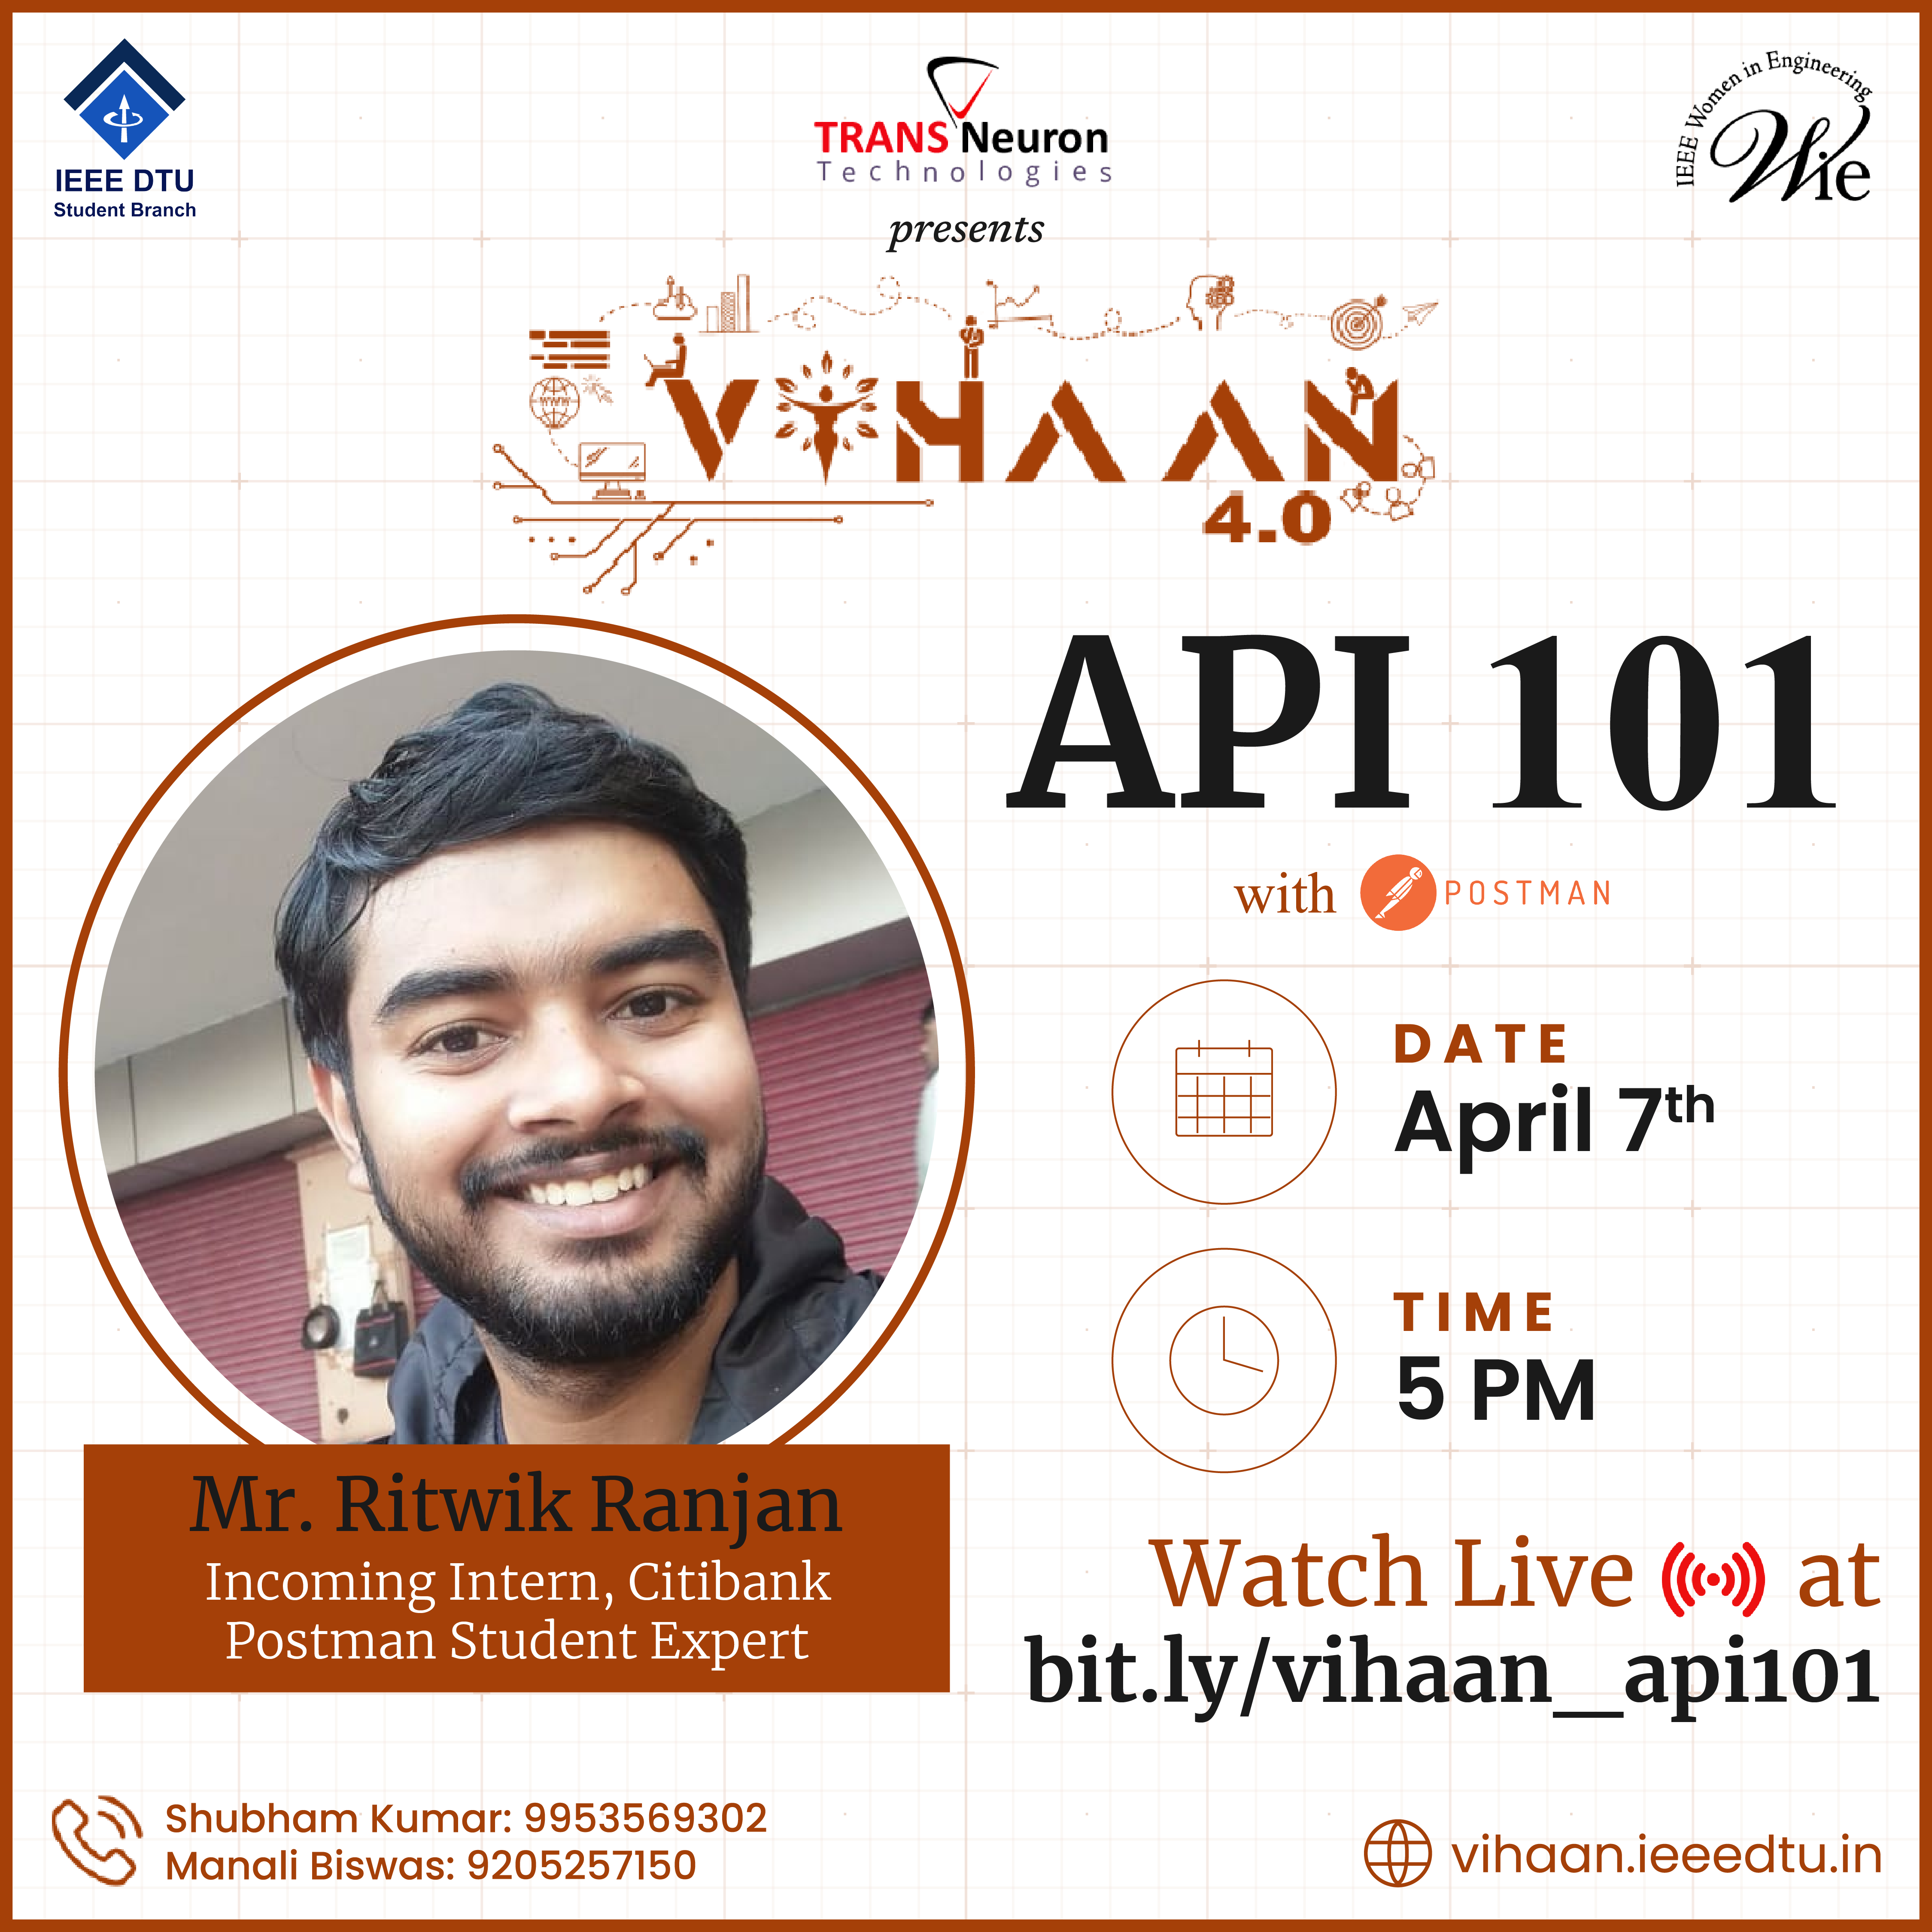 IEEE DTU
Student Branch
TRANS Neuron
Technologies
presents
IEEE Women in Engineering
Wie
www
VIHAAN
4.0
API 101
with POSTMAN
DATE
April 7th
TIME
5 PM
Mr. Ritwik Ranjan
Incoming Intern, Citibank
Postman Student Expert
Watch Live at
bit.ly/vihaan_api101
Shubham Kumar: 9953569302
Manali Biswas: 9205257150
vihaan.ieeedtu.in